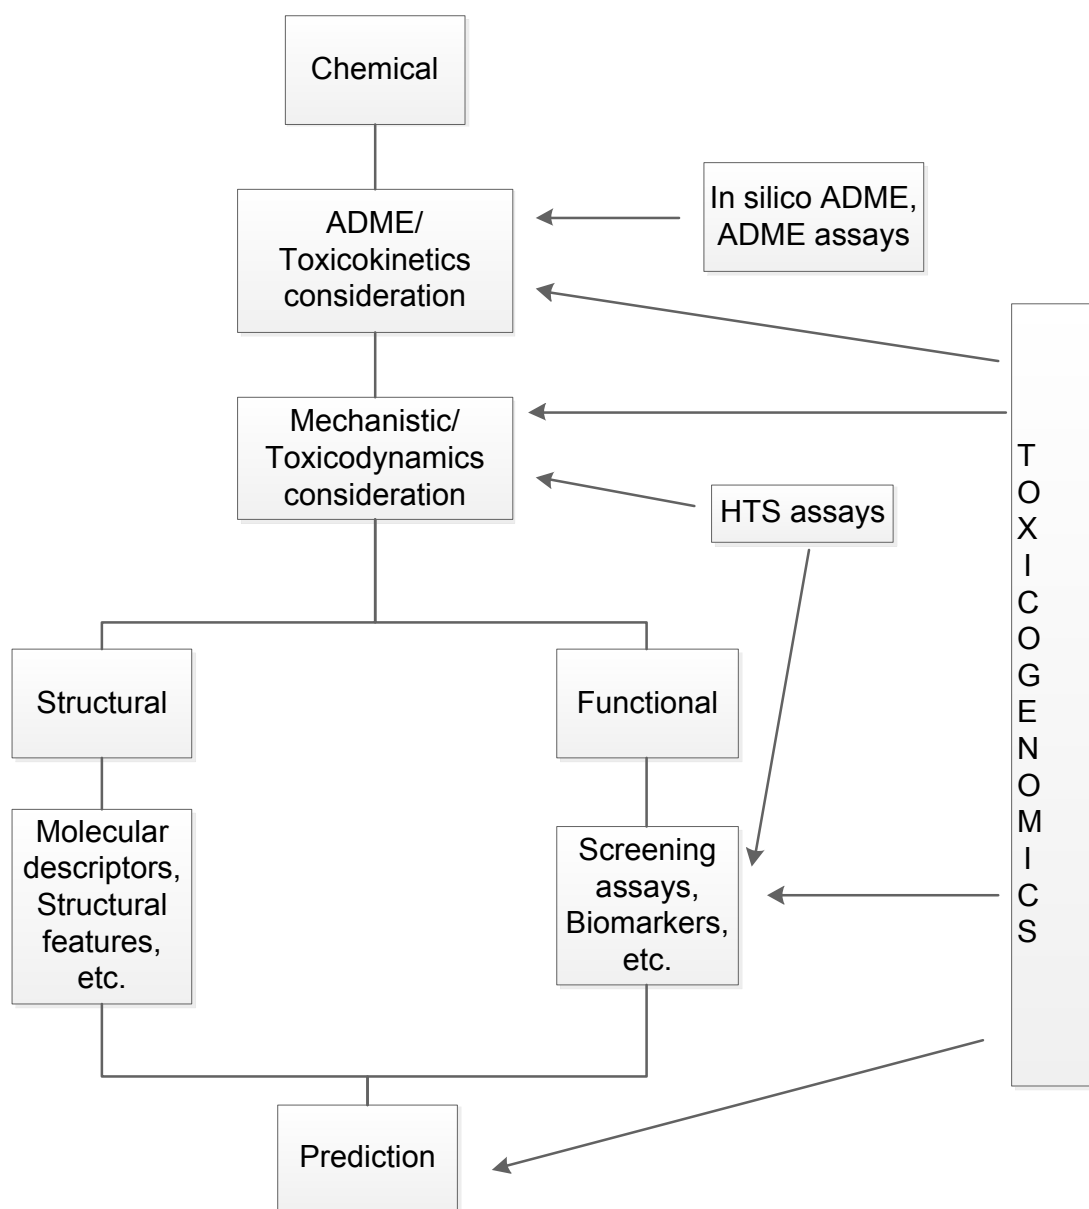 Chemical
In silico ADME,
ADME assays
ADME/
Toxicokinetics
consideration
Mechanistic/
Toxicodynamics
consideration
HTS assays
TOXICOGENOMICS
Structural
Functional
Molecular
descriptors,
Structural
features,
etc.
Screening
assays,
Biomarkers,
etc.
Prediction